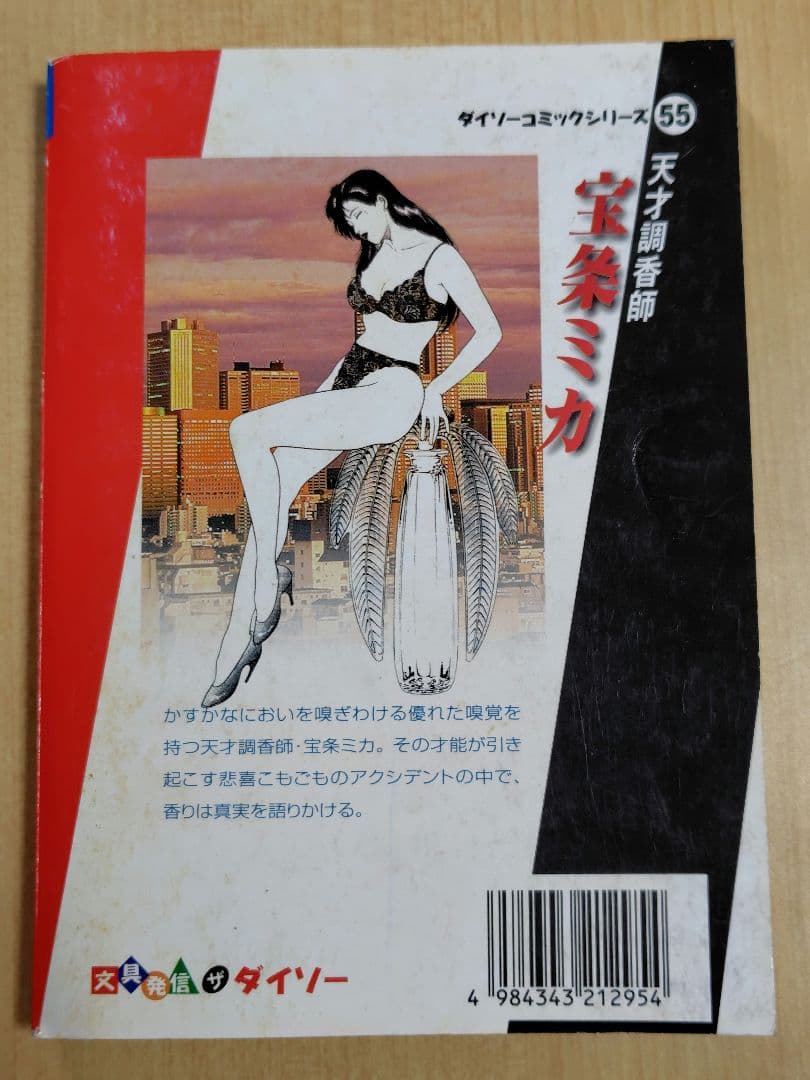 ダイソーコミックシリーズ 55
天才調香師
宝条ミカ
かすかなにおいを嗅ぎわける優れた嗅覚を
持つ天才調香師・宝条ミカ。その才能が引き
起こす悲喜こもごものアクシデントの中で、
香りは真実を語りかける。
文具発信 ザ ダイソー
4 984343 212954